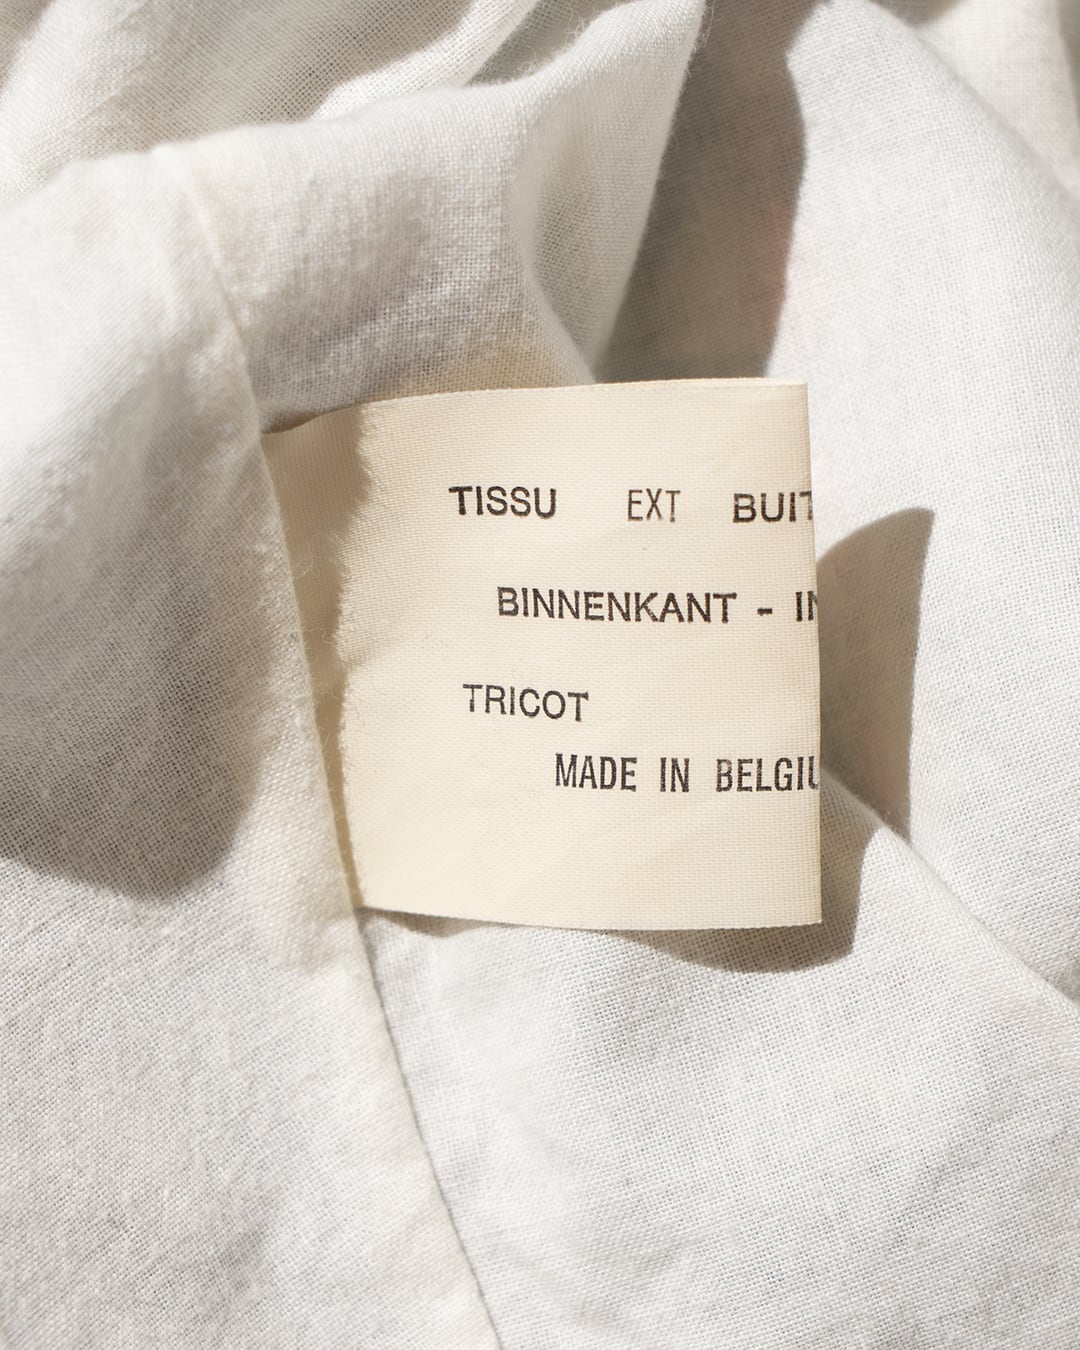 TISSU EXT BUIT
BINNENKANT - IN
TRICOT
MADE IN BELGIU